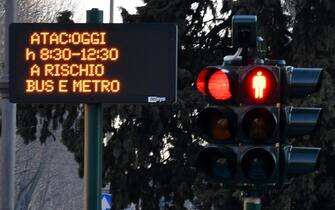 ATAC:OGGI
h 8:30-12:30
A RISCHIO
BUS E METRO